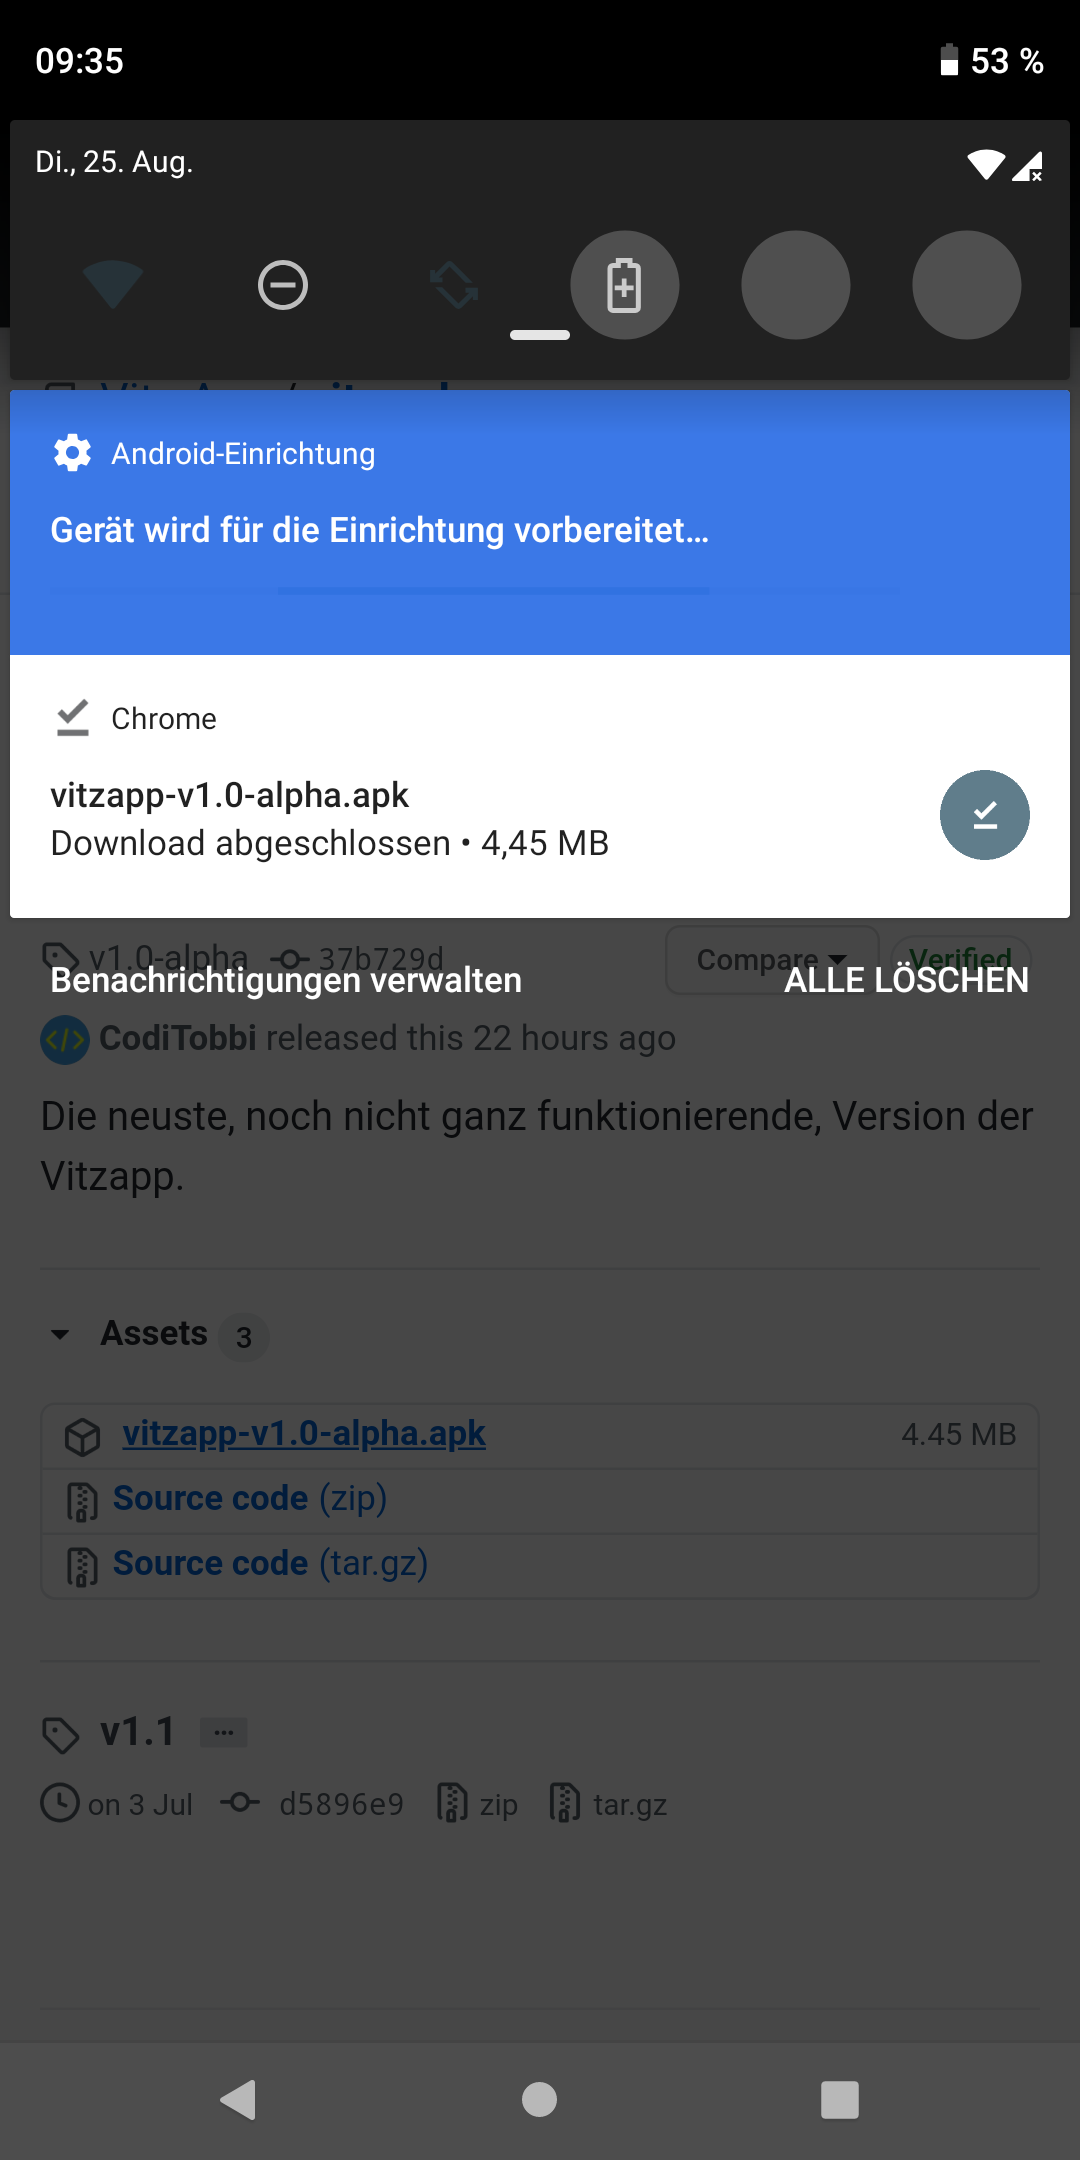 09:35
53 %
Di., 25. Aug.
Android-Einrichtung
Gerät wird für die Einrichtung vorbereitet…
Chrome
vitzapp-v1.0-alpha.apk
Download abgeschlossen • 4,45 MB
v1.0-alpha 37b729d Compare Verified
Benachrichtigungen verwalten ALLE LÖSCHEN
CodiTobbi released this 22 hours ago
Die neuste, noch nicht ganz funktionierende, Version der
Vitzapp.
Assets 3
vitzapp-v1.0-alpha.apk 4.45 MB
Source code (zip)
Source code (tar.gz)
v1.1 ...
on 3 Jul d5896e9 zip tar.gz